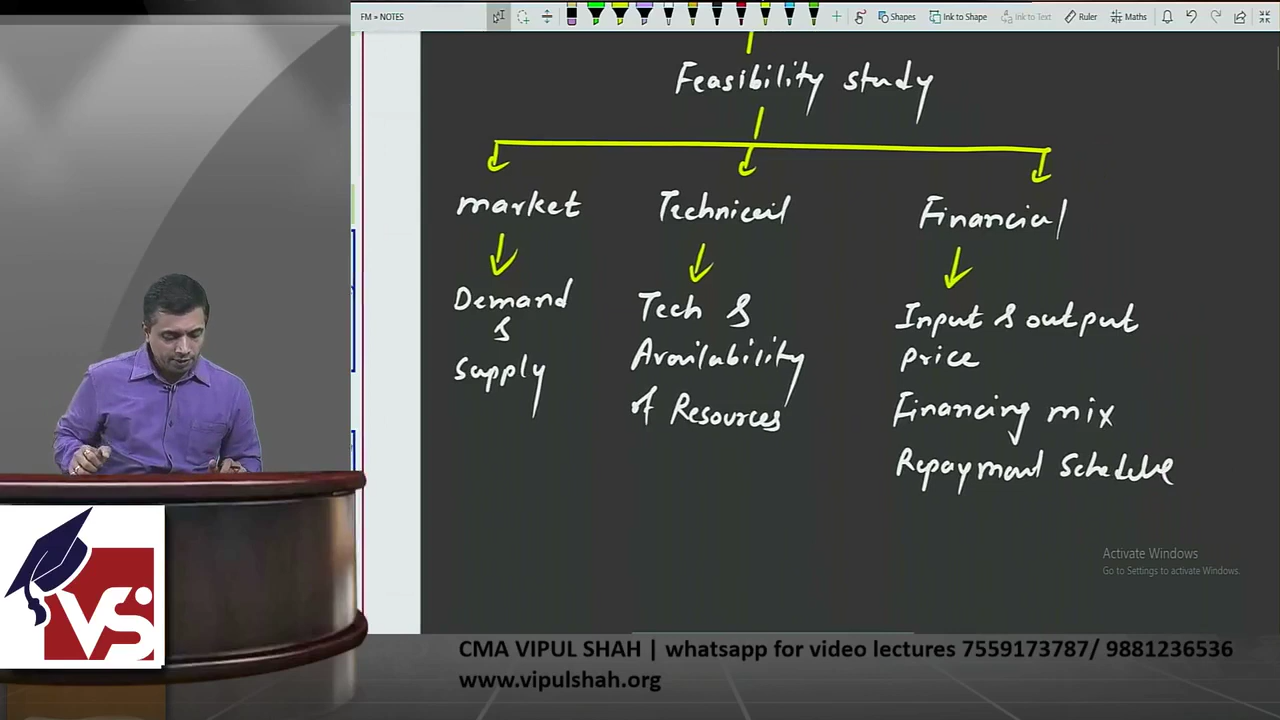 FM » NOTES
Shapes
Ink to Shape
Ink to Text
Ruler
Maths
Feasibility study
market
Technical
Financial
Demand
&
Supply
Tech &
Availability
of Resources
Input & output
price
Financing mix
Repayment Schedule
Activate Windows
Go to Settings to activate Windows.
VS
CMA VIPUL SHAH | whatsapp for video lectures 7559173787/ 9881236536
www.vipulshah.org